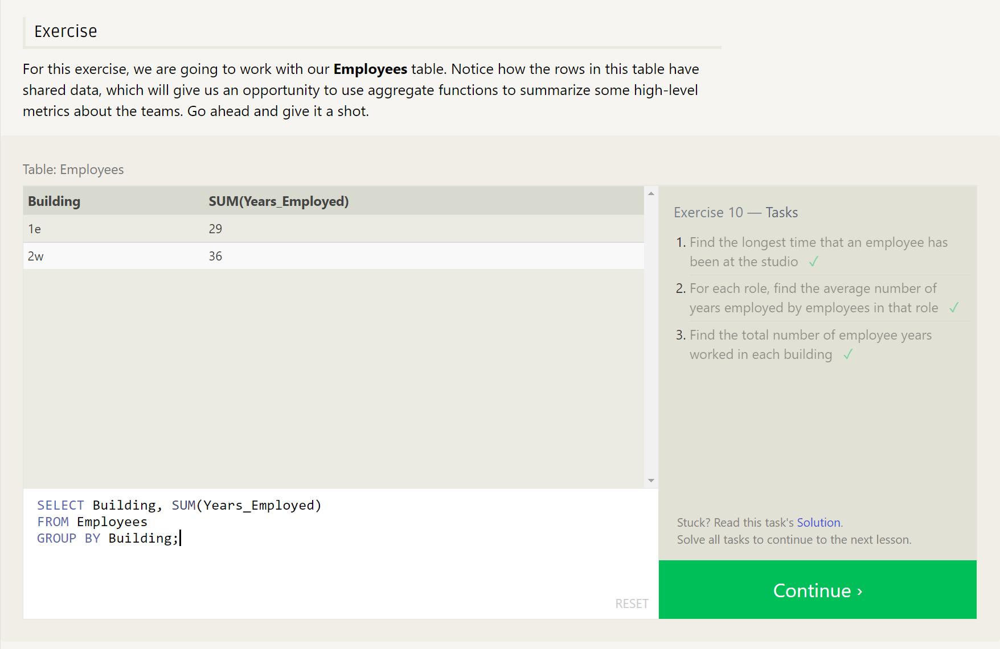 Exercise
For this exercise, we are going to work with our Employees table. Notice how the rows in this table have
shared data, which will give us an opportunity to use aggregate functions to summarize some high-level
metrics about the teams. Go ahead and give it a shot.
Table: Employees
Building SUM(Years_Employed)
1e 29
2w 36
SELECT Building, SUM(Years_Employed)
FROM Employees
GROUP BY Building;
RESET
Exercise 10 — Tasks
1. Find the longest time that an employee has
been at the studio ✓
2. For each role, find the average number of
years employed by employees in that role ✓
3. Find the total number of employee years
worked in each building ✓
Stuck? Read this task's Solution.
Solve all tasks to continue to the next lesson.
Continue ›